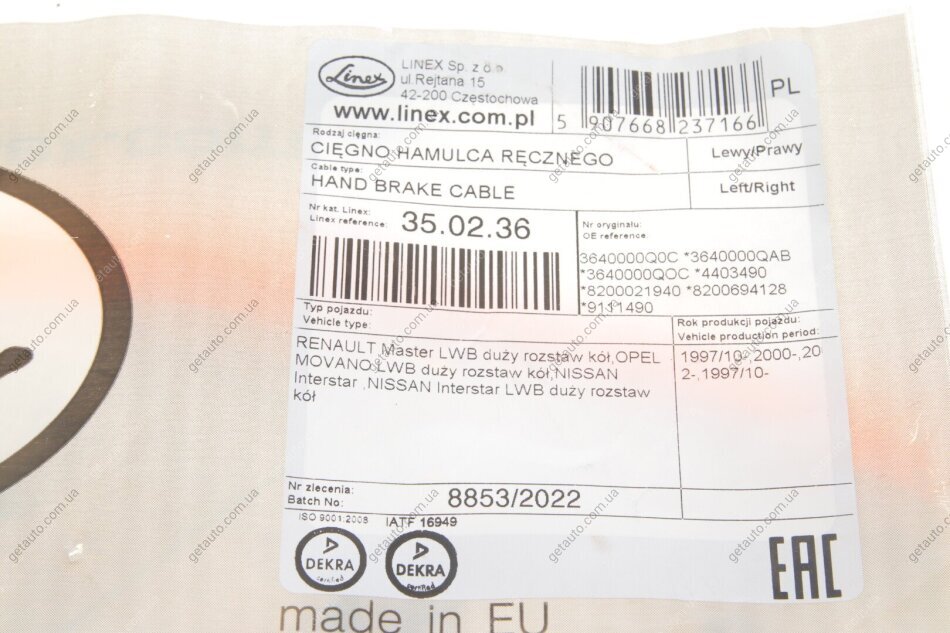 Linex
LINEX Sp. z o.o.
ul.Rejtana 15
42-200 Częstochowa
www.linex.com.pl
5 907668 237166
PL
Rodzaj cięgna:
CIĘGNO HAMULCA RĘCZNEGO
Lewy/Prawy
Cable type:
HAND BRAKE CABLE
Left/Right
Nr kat. Linex:
Linex reference:
35.02.36
Nr oryginału:
OE reference
3640000Q0C *3640000QAB
*3640000QOC *4403490
*8200021940 *8200694128
*9111490
Typ pojazdu:
Vehicle type:
Rok produkcji pojazdu:
Vehicle production period:
RENAULT Master LWB duży rozstaw kół,OPEL
MOVANO LWB duży rozstaw kół,NISSAN
Interstar ,NISSAN Interstar LWB duży rozstaw
kół
1997/10-,2000-,20
2-,1997/10-
Nr zlecenia:
Batch No:
8853/2022
ISO 9001:2008
IATF 16949
DEKRA
certified
DEKRA
certified
EAC
made in EU
getauto.com.ua